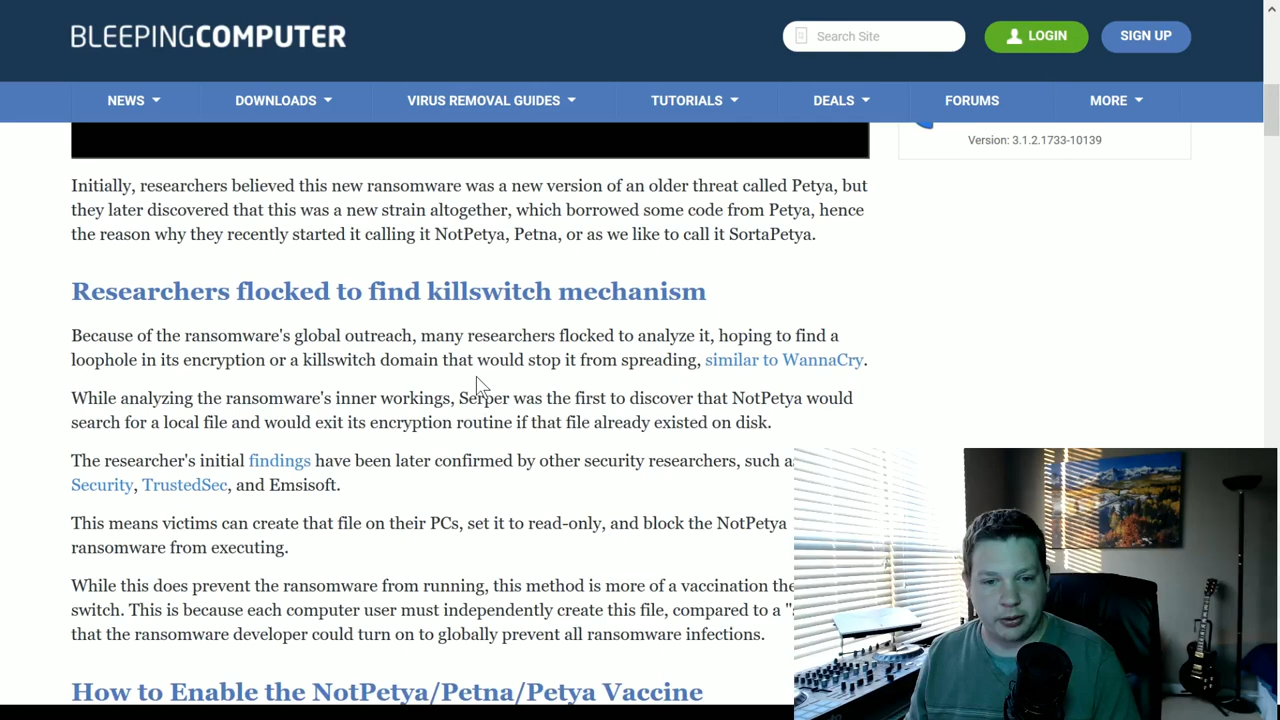 BLEEPINGCOMPUTER
Search Site
LOGIN
SIGN UP
NEWS
DOWNLOADS
VIRUS REMOVAL GUIDES
TUTORIALS
DEALS
FORUMS
MORE
Version: 3.1.2.1733-10139
Initially, researchers believed this new ransomware was a new version of an older threat called Petya, but
they later discovered that this was a new strain altogether, which borrowed some code from Petya, hence
the reason why they recently started it calling it NotPetya, Petna, or as we like to call it SortaPetya.
Researchers flocked to find killswitch mechanism
Because of the ransomware's global outreach, many researchers flocked to analyze it, hoping to find a
loophole in its encryption or a killswitch domain that would stop it from spreading, similar to WannaCry.
While analyzing the ransomware's inner workings, Serper was the first to discover that NotPetya would
search for a local file and would exit its encryption routine if that file already existed on disk.
The researcher's initial findings have been later confirmed by other security researchers, such a
Security, TrustedSec, and Emsisoft.
This means victims can create that file on their PCs, set it to read-only, and block the NotPetya
ransomware from executing.
While this does prevent the ransomware from running, this method is more of a vaccination the
switch. This is because each computer user must independently create this file, compared to a "
that the ransomware developer could turn on to globally prevent all ransomware infections.
How to Enable the NotPetya/Petna/Petya Vaccine